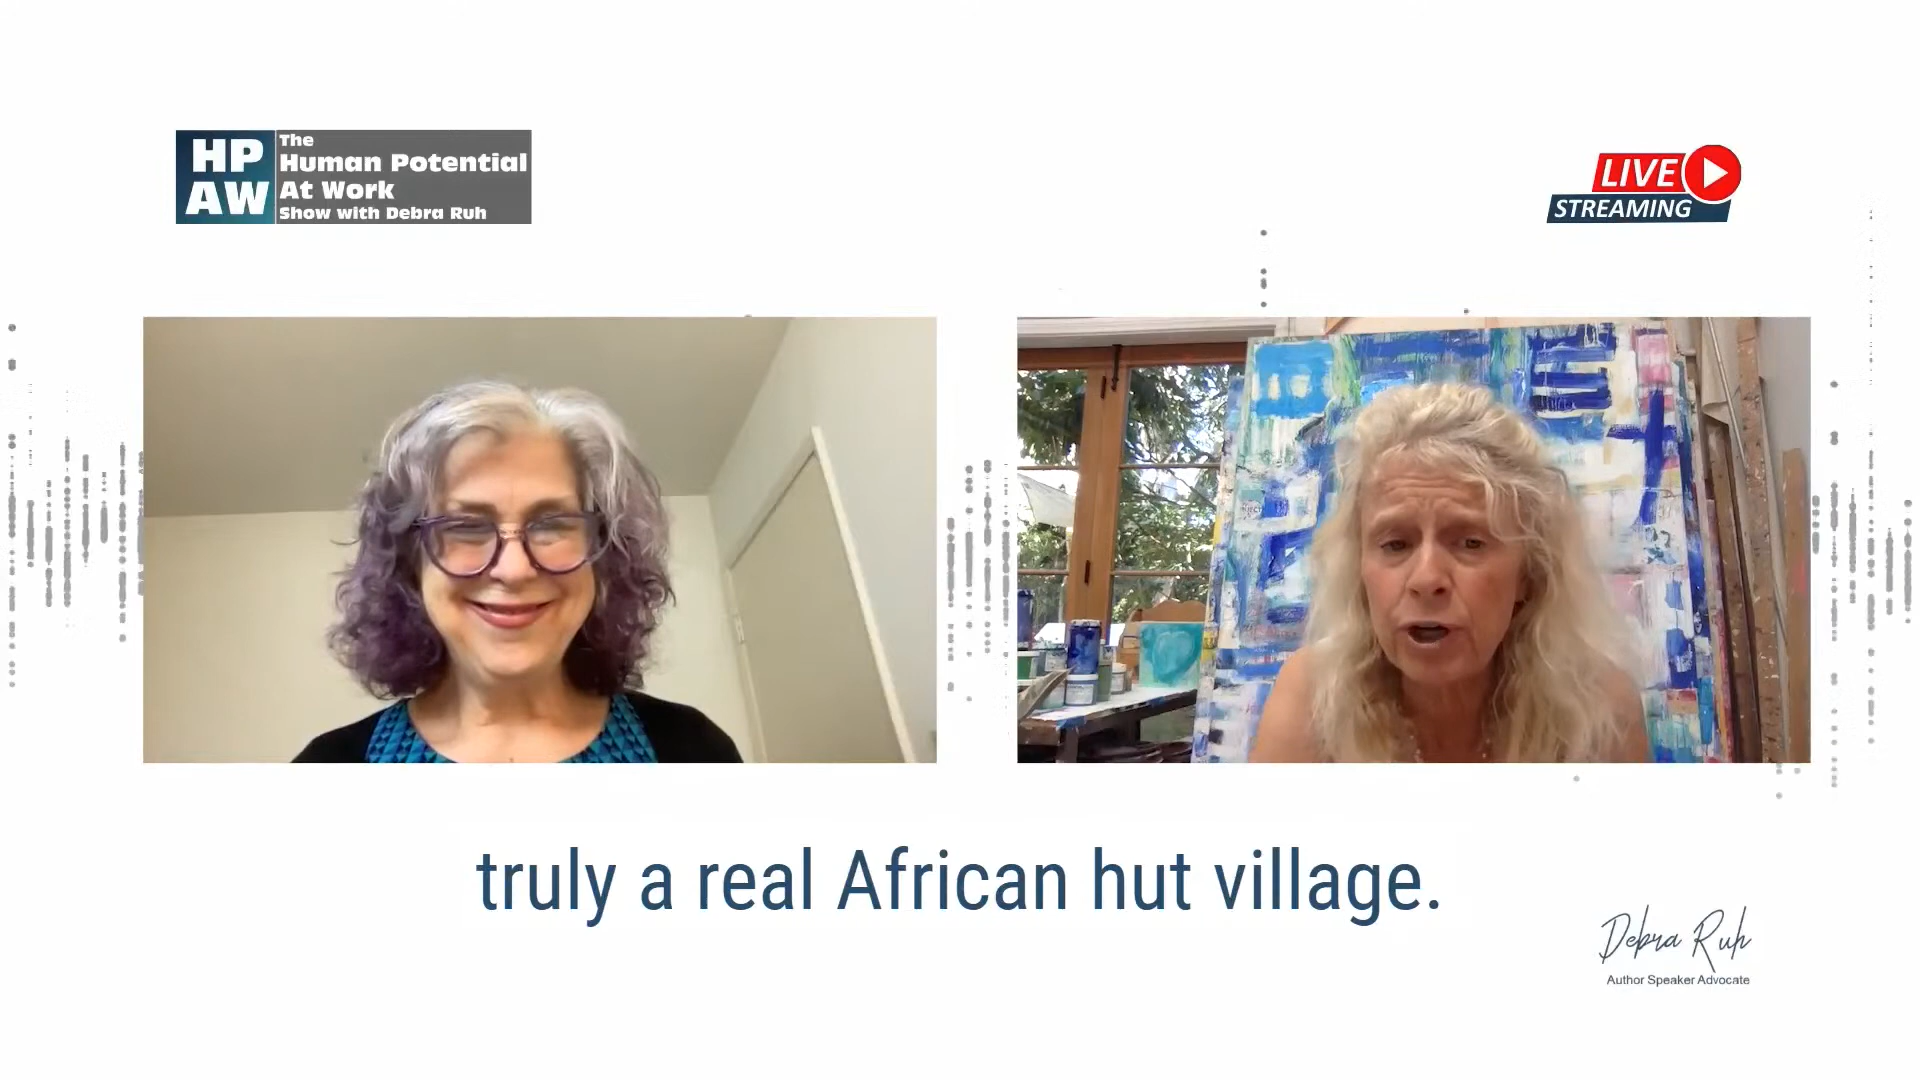 HP
AW
The
Human Potential
At Work
Show with Debra Ruh
LIVE
STREAMING
truly a real African hut village.
Debra Ruh
Author Speaker Advocate